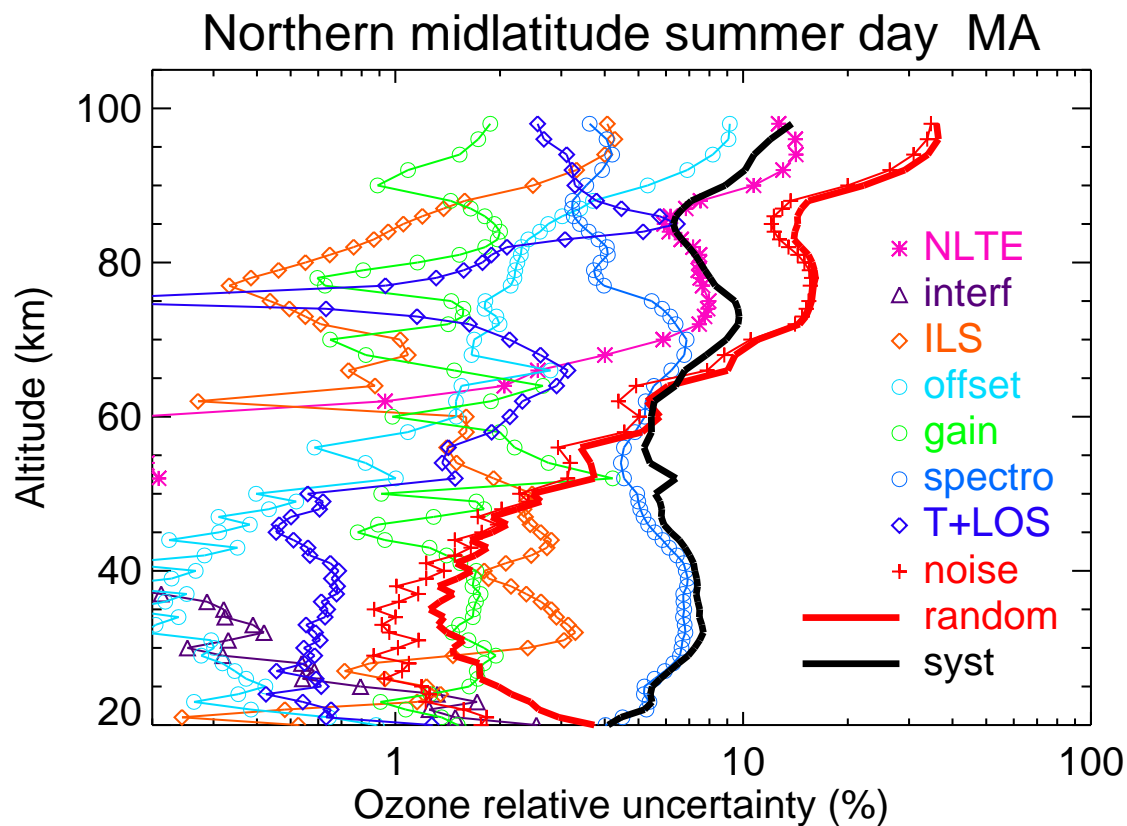 Northern midlatitude summer day MA
Altitude (km)
100
80
60
40
20
NLTE
interf
ILS
offset
gain
spectro
T+LOS
noise
random
syst
1
10
100
Ozone relative uncertainty (%)